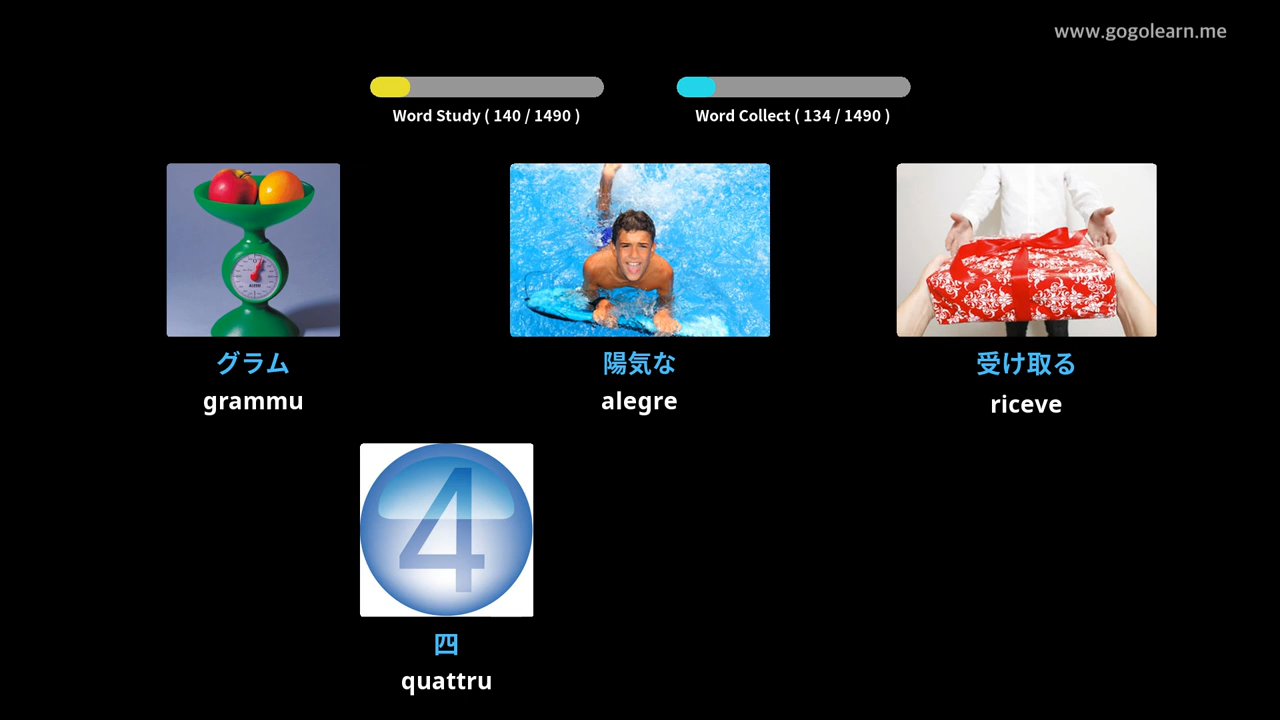 www.gogolearn.me
Word Study ( 140 / 1490 )
Word Collect ( 134 / 1490 )
グラム
grammu
陽気な
alegre
受け取る
riceve
4
四
quattru